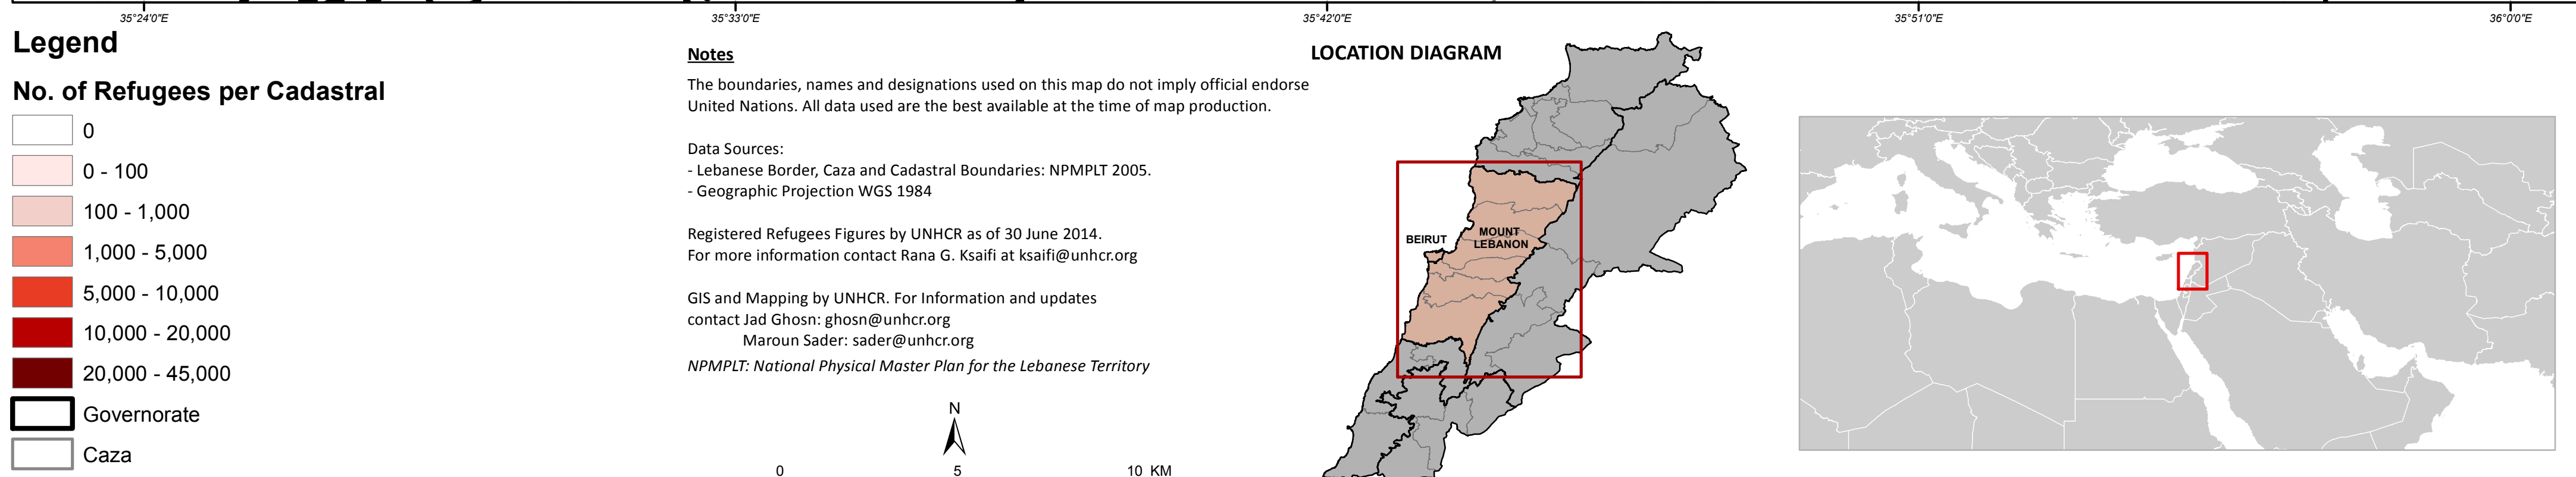 35°24'0"E
35°33'0"E
35°42'0"E
35°51'0"E
36°0'0"E
Legend
No. of Refugees per Cadastral
0
0 - 100
100 - 1,000
1,000 - 5,000
5,000 - 10,000
10,000 - 20,000
20,000 - 45,000
Governorate
Caza
Notes
The boundaries, names and designations used on this map do not imply official endorse
United Nations. All data used are the best available at the time of map production.
Data Sources:
- Lebanese Border, Caza and Cadastral Boundaries: NPMPLT 2005.
- Geographic Projection WGS 1984
Registered Refugees Figures by UNHCR as of 30 June 2014.
For more information contact Rana G. Ksaifi at ksaifi@unhcr.org
GIS and Mapping by UNHCR. For Information and updates
contact Jad Ghosn: ghosn@unhcr.org
Maroun Sader: sader@unhcr.org
NPMPLT: National Physical Master Plan for the Lebanese Territory
N
0 5 10 KM
LOCATION DIAGRAM
BEIRUT
MOUNT
LEBANON